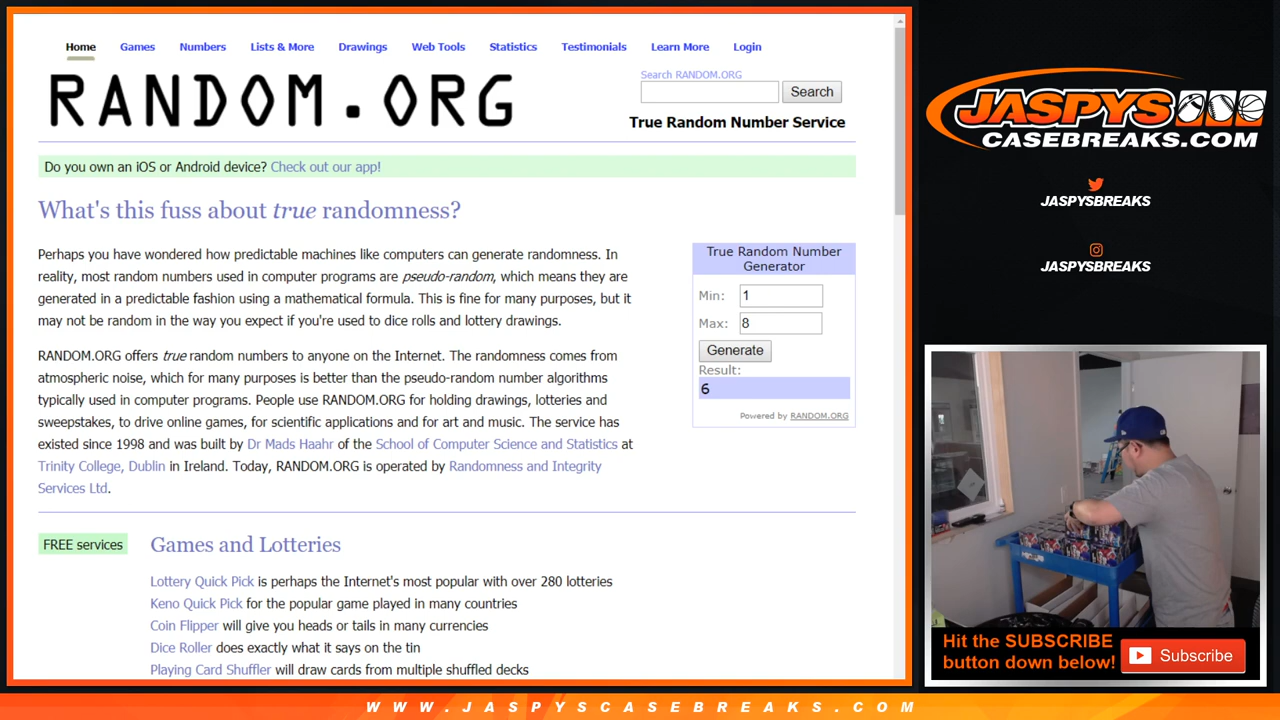 Home Games Numbers Lists & More Drawings Web Tools Statistics Testimonials Learn More Login
RANDOM.ORG
Search RANDOM.ORG
Search
True Random Number Service
Do you own an iOS or Android device? Check out our app!
What's this fuss about true randomness?
Perhaps you have wondered how predictable machines like computers can generate randomness. In
reality, most random numbers used in computer programs are pseudo-random, which means they are
generated in a predictable fashion using a mathematical formula. This is fine for many purposes, but it
may not be random in the way you expect if you're used to dice rolls and lottery drawings.
RANDOM.ORG offers true random numbers to anyone on the Internet. The randomness comes from
atmospheric noise, which for many purposes is better than the pseudo-random number algorithms
typically used in computer programs. People use RANDOM.ORG for holding drawings, lotteries and
sweepstakes, to drive online games, for scientific applications and for art and music. The service has
existed since 1998 and was built by Dr Mads Haahr of the School of Computer Science and Statistics at
Trinity College, Dublin in Ireland. Today, RANDOM.ORG is operated by Randomness and Integrity
Services Ltd.
True Random Number
Generator
Min: 1
Max: 8
Generate
Result:
6
Powered by RANDOM.ORG
FREE services
Games and Lotteries
Lottery Quick Pick is perhaps the Internet's most popular with over 280 lotteries
Keno Quick Pick for the popular game played in many countries
Coin Flipper will give you heads or tails in many currencies
Dice Roller does exactly what it says on the tin
Playing Card Shuffler will draw cards from multiple shuffled decks
JASPYS
CASEBREAKS.COM
JASPYSBREAKS
JASPYSBREAKS
Hit the SUBSCRIBE
button down below!
Subscribe
WWW.JASPYSCASEBREAKS.COM